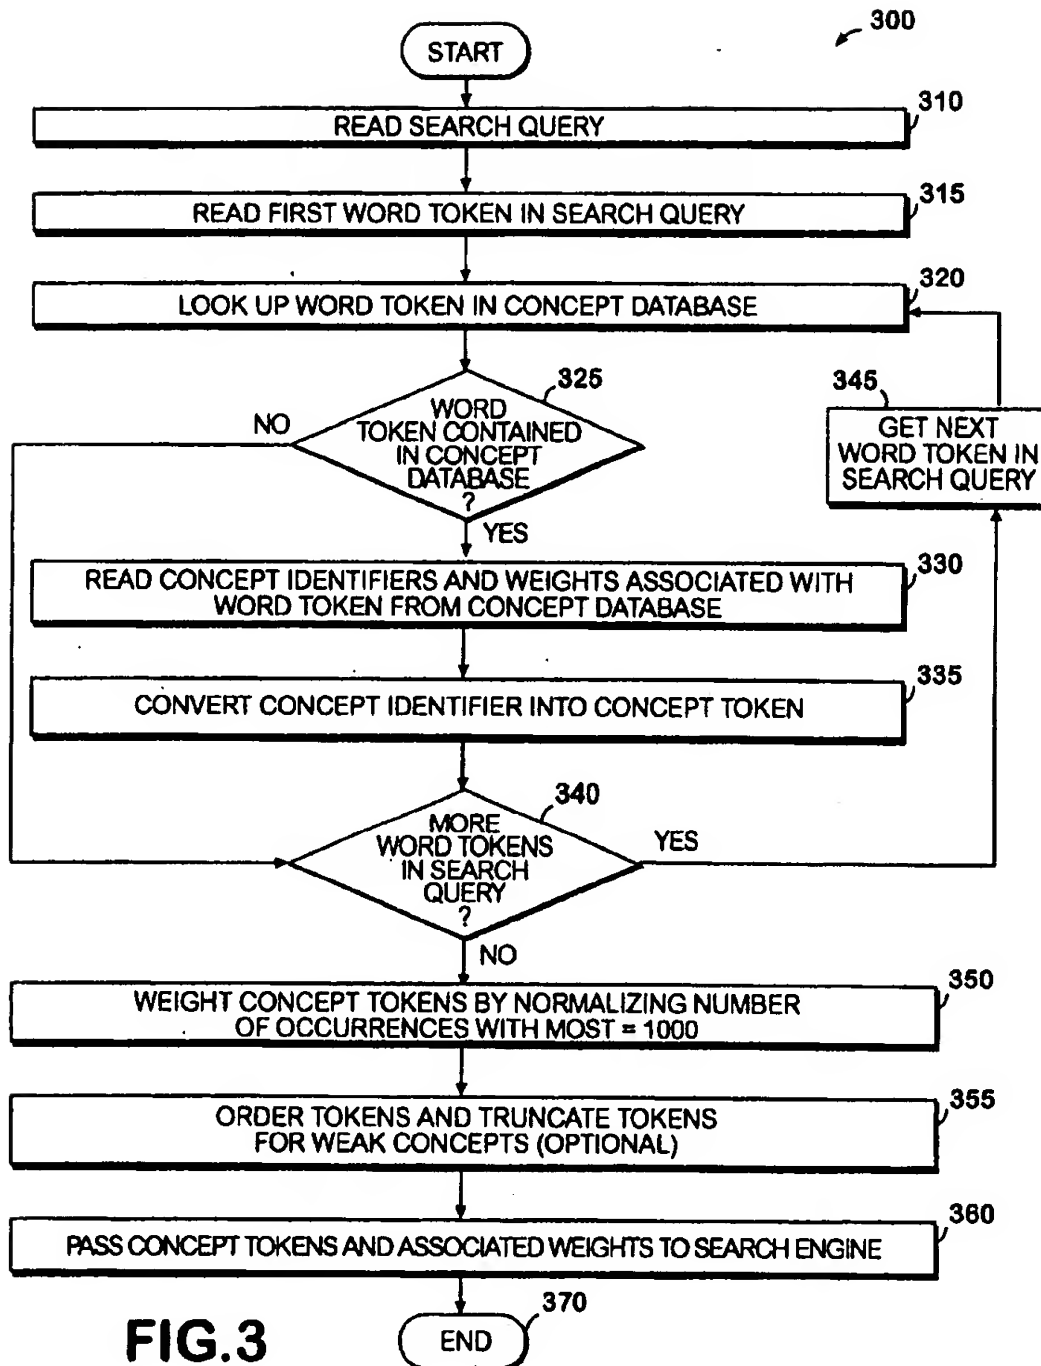 300
START
310
READ SEARCH QUERY
315
READ FIRST WORD TOKEN IN SEARCH QUERY
320
LOOK UP WORD TOKEN IN CONCEPT DATABASE
325
WORD
TOKEN CONTAINED
IN CONCEPT
DATABASE
?
NO
YES
345
GET NEXT
WORD TOKEN IN
SEARCH QUERY
330
READ CONCEPT IDENTIFIERS AND WEIGHTS ASSOCIATED WITH
WORD TOKEN FROM CONCEPT DATABASE
335
CONVERT CONCEPT IDENTIFIER INTO CONCEPT TOKEN
340
MORE
WORD TOKENS
IN SEARCH
QUERY
?
YES
NO
350
WEIGHT CONCEPT TOKENS BY NORMALIZING NUMBER
OF OCCURRENCES WITH MOST = 1000
355
ORDER TOKENS AND TRUNCATE TOKENS
FOR WEAK CONCEPTS (OPTIONAL)
360
PASS CONCEPT TOKENS AND ASSOCIATED WEIGHTS TO SEARCH ENGINE
370
END
FIG.3